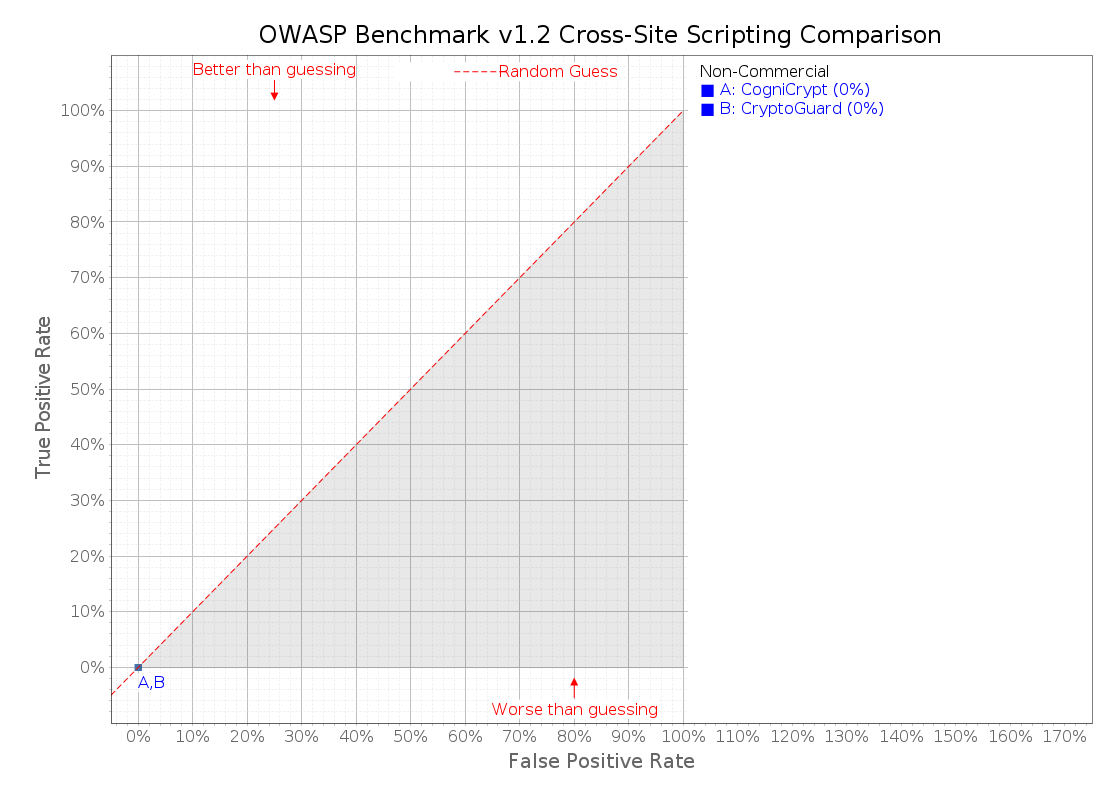 OWASP Benchmark v1.2 Cross-Site Scripting Comparison
Better than guessing
Random Guess
Non-Commercial
A: CogniCrypt (0%)
B: CryptoGuard (0%)
100%
90%
80%
70%
60%
50%
40%
30%
20%
10%
0%
True Positive Rate
A,B
Worse than guessing
0% 10% 20% 30% 40% 50% 60% 70% 80% 90% 100% 110% 120% 130% 140% 150% 160% 170%
False Positive Rate